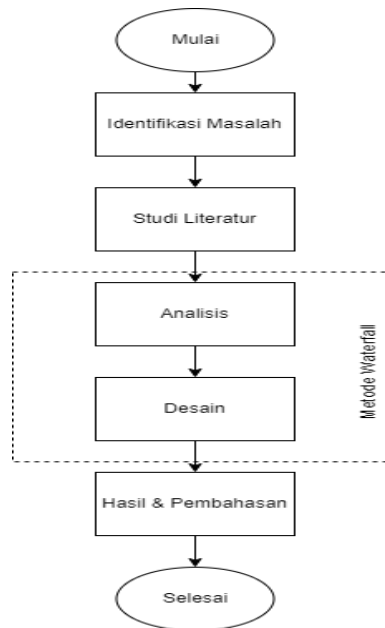 Mulai
Identifikasi Masalah
Studi Literatur
Analisis
Desain
Metode Waterfall
Hasil & Pembahasan
Selesai